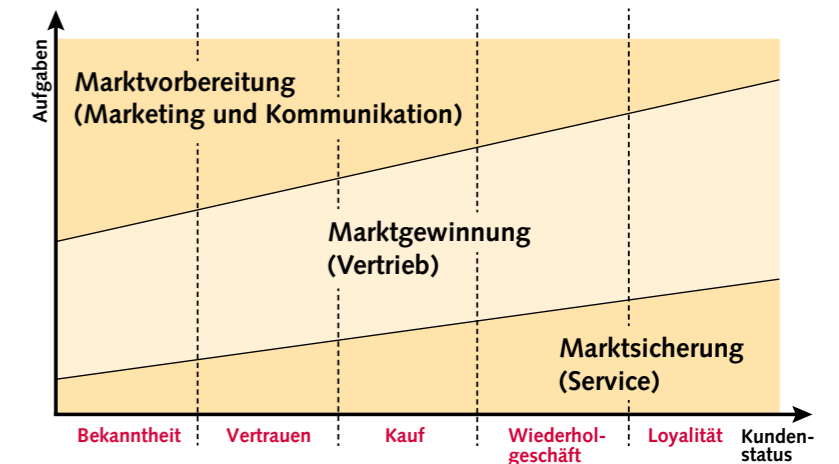 Aufgaben
Marktvorbereitung
(Marketing und Kommunikation)
Marktgewinnung
(Vertrieb)
Marktsicherung
(Service)
Bekanntheit
Vertrauen
Kauf
Wiederhol-
geschäft
Loyalität
Kunden-
status